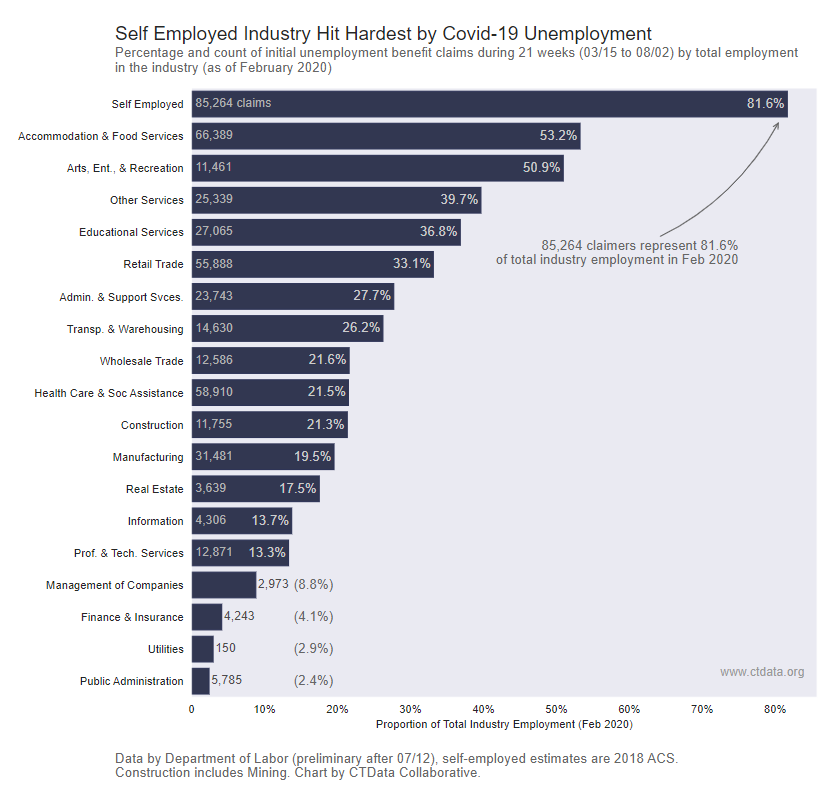 Self Employed Industry Hit Hardest by Covid-19 Unemployment
Percentage and count of initial unemployment benefit claims during 21 weeks (03/15 to 08/02) by total employment
in the industry (as of February 2020)
Self Employed 85,264 claims 81.6%
Accommodation & Food Services 66,389 53.2%
Arts, Ent., & Recreation 11,461 50.9%
Other Services 25,339 39.7%
Educational Services 27,065 36.8%
85,264 claimers represent 81.6%
of total industry employment in Feb 2020
Retail Trade 55,888 33.1%
Admin. & Support Svces. 23,743 27.7%
Transp. & Warehousing 14,630 26.2%
Wholesale Trade 12,586 21.6%
Health Care & Soc Assistance 58,910 21.5%
Construction 11,755 21.3%
Manufacturing 31,481 19.5%
Real Estate 3,639 17.5%
Information 4,306 13.7%
Prof. & Tech. Services 12,871 13.3%
Management of Companies 2,973 (8.8%)
Finance & Insurance 4,243 (4.1%)
Utilities 150 (2.9%)
Public Administration 5,785 (2.4%)
www.ctdata.org
0 10% 20% 30% 40% 50% 60% 70% 80%
Proportion of Total Industry Employment (Feb 2020)
Data by Department of Labor (preliminary after 07/12), self-employed estimates are 2018 ACS.
Construction includes Mining. Chart by CTData Collaborative.